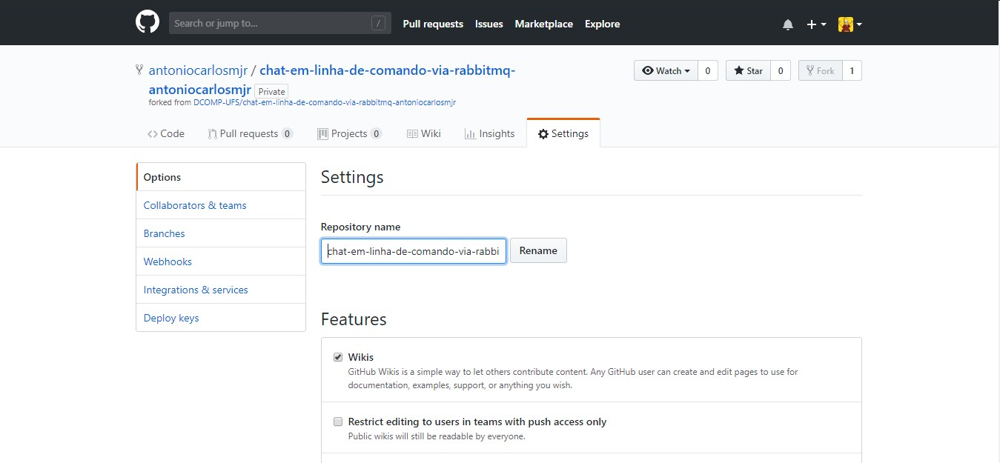 Search or jump to... /
Pull requests Issues Marketplace Explore
antoniocarlosmjr / chat-em-linha-de-comando-via-rabbitmq-
antoniocarlosmjr Private
forked from DCOMP-UFS/chat-em-linha-de-comando-via-rabbitmq-antoniocarlosmjr
Watch 0 Star 0 Fork 1
Code Pull requests 0 Projects 0 Wiki Insights Settings
Options
Collaborators & teams
Branches
Webhooks
Integrations & services
Deploy keys
Settings
Repository name
chat-em-linha-de-comando-via-rabbi Rename
Features
Wikis
GitHub Wikis is a simple way to let others contribute content. Any GitHub user can create and edit pages to use for
documentation, examples, support, or anything you wish.
Restrict editing to users in teams with push access only
Public wikis will still be readable by everyone.